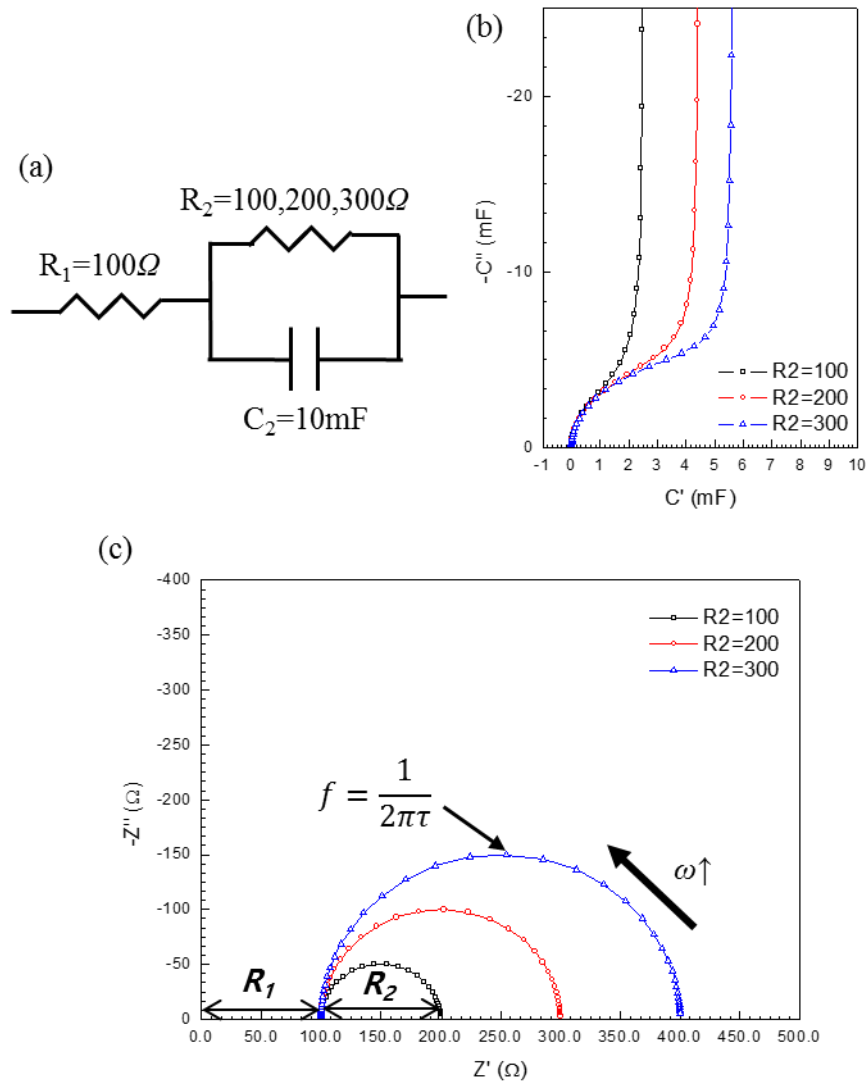 (a)
R₁=100Ω
R₂=100,200,300Ω
C₂=10mF
(b)
-C'' (mF)
-20
-10
0
-1 0 1 2 3 4 5 6 7 8 9 10
C' (mF)
R2=100
R2=200
R2=300
(c)
-Z'' (Ω)
-400
-350
-300
-250
-200
-150
-100
-50
0
0.0 50.0 100.0 150.0 200.0 250.0 300.0 350.0 400.0 450.0 500.0
Z' (Ω)
R2=100
R2=200
R2=300
f = 1/2πτ
ω↑
R₁
R₂